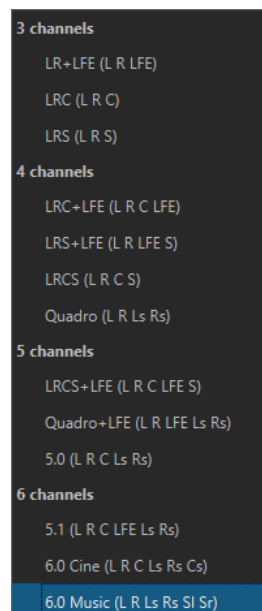 3 channels
LR+LFE (L R LFE)
LRC (L R C)
LRS (L R S)
4 channels
LRC+LFE (L R C LFE)
LRS+LFE (L R LFE S)
LRCS (L R C S)
Quadro (L R Ls Rs)
5 channels
LRCS+LFE (L R C LFE S)
Quadro+LFE (L R LFE Ls Rs)
5.0 (L R C Ls Rs)
6 channels
5.1 (L R C LFE Ls Rs)
6.0 Cine (L R C Ls Rs Cs)
6.0 Music (L R Ls Rs Sl Sr)